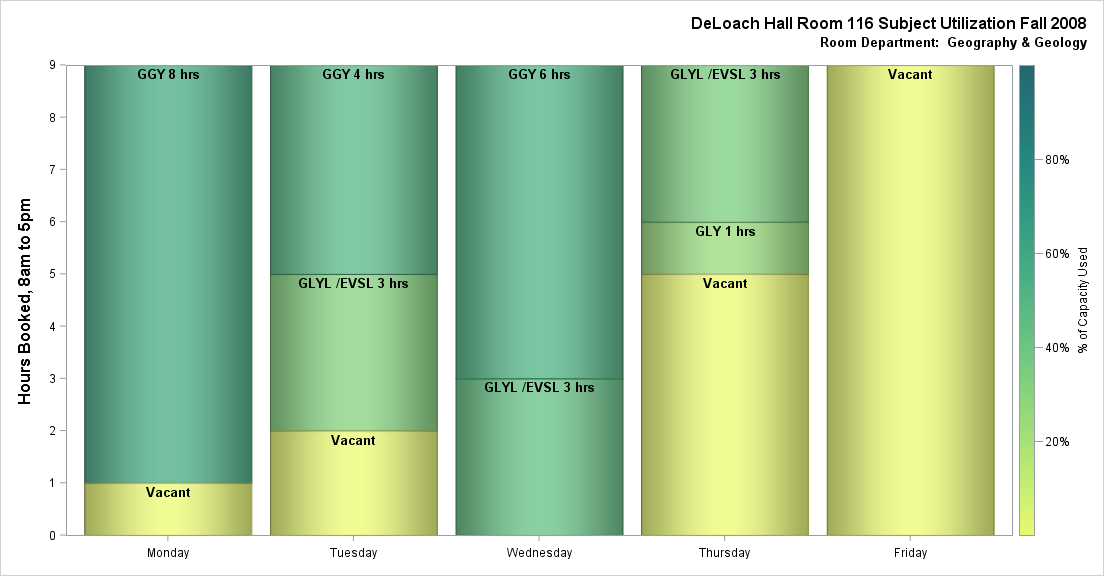 DeLoach Hall Room 116 Subject Utilization Fall 2008
Room Department:  Geography & Geology
Hours Booked, 8am to 5pm
9
8
7
6
5
4
3
2
1
0
GGY 8 hrs
Vacant
GGY 4 hrs
GLYL /EVSL 3 hrs
Vacant
GGY 6 hrs
GLYL /EVSL 3 hrs
GLYL /EVSL 3 hrs
GLY 1 hrs
Vacant
Vacant
Monday
Tuesday
Wednesday
Thursday
Friday
80%
60%
40%
20%
% of Capacity Used